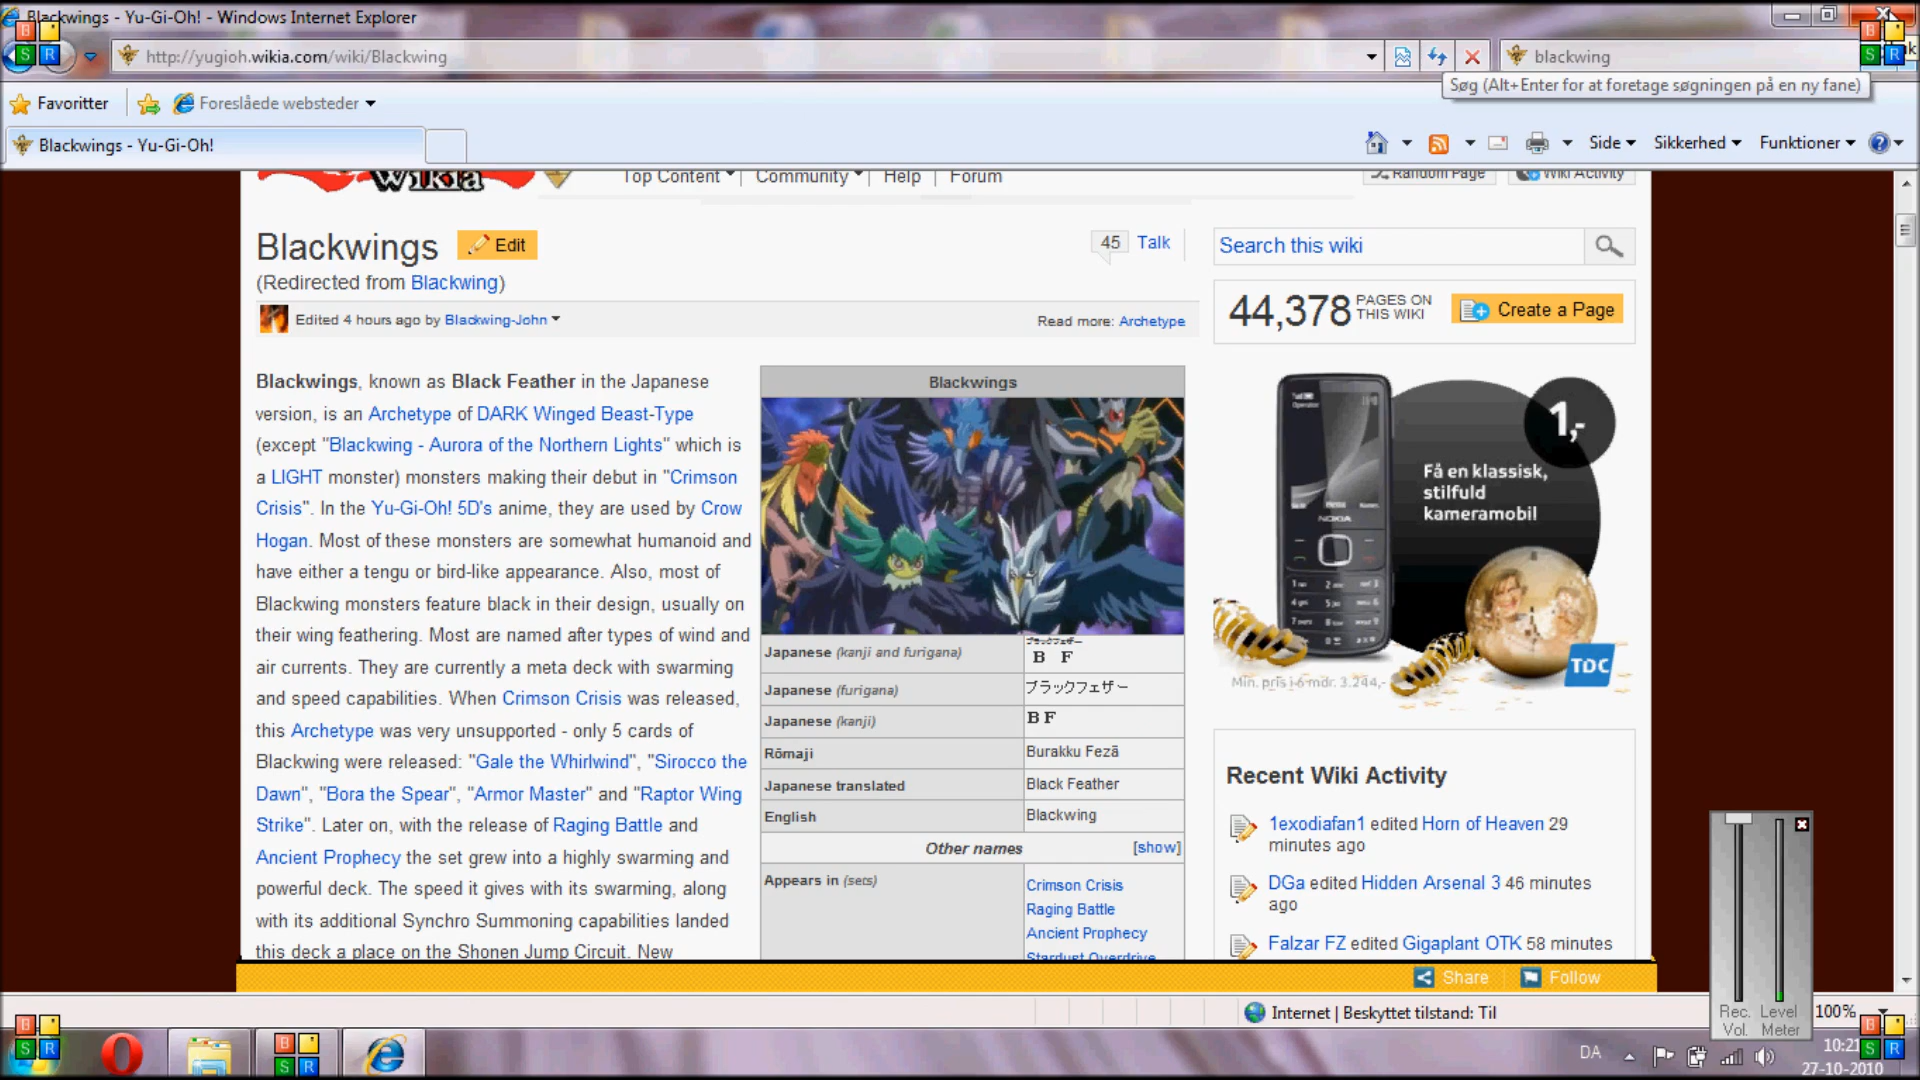 Blackwings - Yu-Gi-Oh! - Windows Internet Explorer
http://yugioh.wikia.com/wiki/Blackwing
blackwing
Søg (Alt+Enter for at foretage søgningen på en ny fane)
Favoritter
Foreslåede websteder
Blackwings - Yu-Gi-Oh!
Side
Sikkerhed
Funktioner
Wikia
Top Content
Community
Help
Forum
Random Page
Wiki Activity
Blackwings
Edit
45
Talk
(Redirected from Blackwing)
Edited 4 hours ago by Blackwing-John
Read more: Archetype
Search this wiki
44,378 PAGES ON
THIS WIKI
Create a Page
Blackwings, known as Black Feather in the Japanese
version, is an Archetype of DARK Winged Beast-Type
(except "Blackwing - Aurora of the Northern Lights" which is
a LIGHT monster) monsters making their debut in "Crimson
Crisis". In the Yu-Gi-Oh! 5D's anime, they are used by Crow
Hogan. Most of these monsters are somewhat humanoid and
have either a tengu or bird-like appearance. Also, most of
Blackwing monsters feature black in their design, usually on
their wing feathering. Most are named after types of wind and
air currents. They are currently a meta deck with swarming
and speed capabilities. When Crimson Crisis was released,
this Archetype was very unsupported - only 5 cards of
Blackwing were released: "Gale the Whirlwind", "Sirocco the
Dawn", "Bora the Spear", "Armor Master" and "Raptor Wing
Strike". Later on, with the release of Raging Battle and
Ancient Prophecy the set grew into a highly swarming and
powerful deck. The speed it gives with its swarming, along
with its additional Synchro Summoning capabilities landed
this deck a place on the Shonen Jump Circuit. New
Blackwings
Japanese (kanji and furigana)
ブラックフェザー
B F
Japanese (furigana)
ブラックフェザー
Japanese (kanji)
BF
Rōmaji
Burakku Fezā
Japanese translated
Black Feather
English
Blackwing
Other names
[show]
Appears in (sets)
Crimson Crisis
Raging Battle
Ancient Prophecy
Stardust Overdrive
1,-
Få en klassisk,
stilfuld
kameramobil
NOKIA
TDC
Min. pris i 6 mdr. 3.244,-
Recent Wiki Activity
1exodiafan1 edited Horn of Heaven 29
minutes ago
DGa edited Hidden Arsenal 3 46 minutes
ago
Falzar FZ edited Gigaplant OTK 58 minutes
Share
Follow
Internet | Beskyttet tilstand: Til
100%
Rec. Level
Vol. Meter
B
S R
B
S R
B
S R
B
S R
B
S R
DA
10:21
27-10-2010